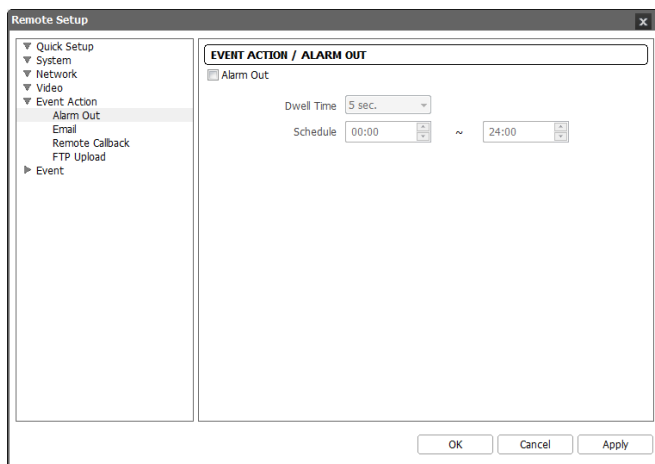 Remote Setup
x
Quick Setup
System
Network
Video
Event Action
Alarm Out
Email
Remote Callback
FTP Upload
Event
EVENT ACTION / ALARM OUT
Alarm Out
Dwell Time 5 sec.
Schedule 00:00 ~ 24:00
OK Cancel Apply